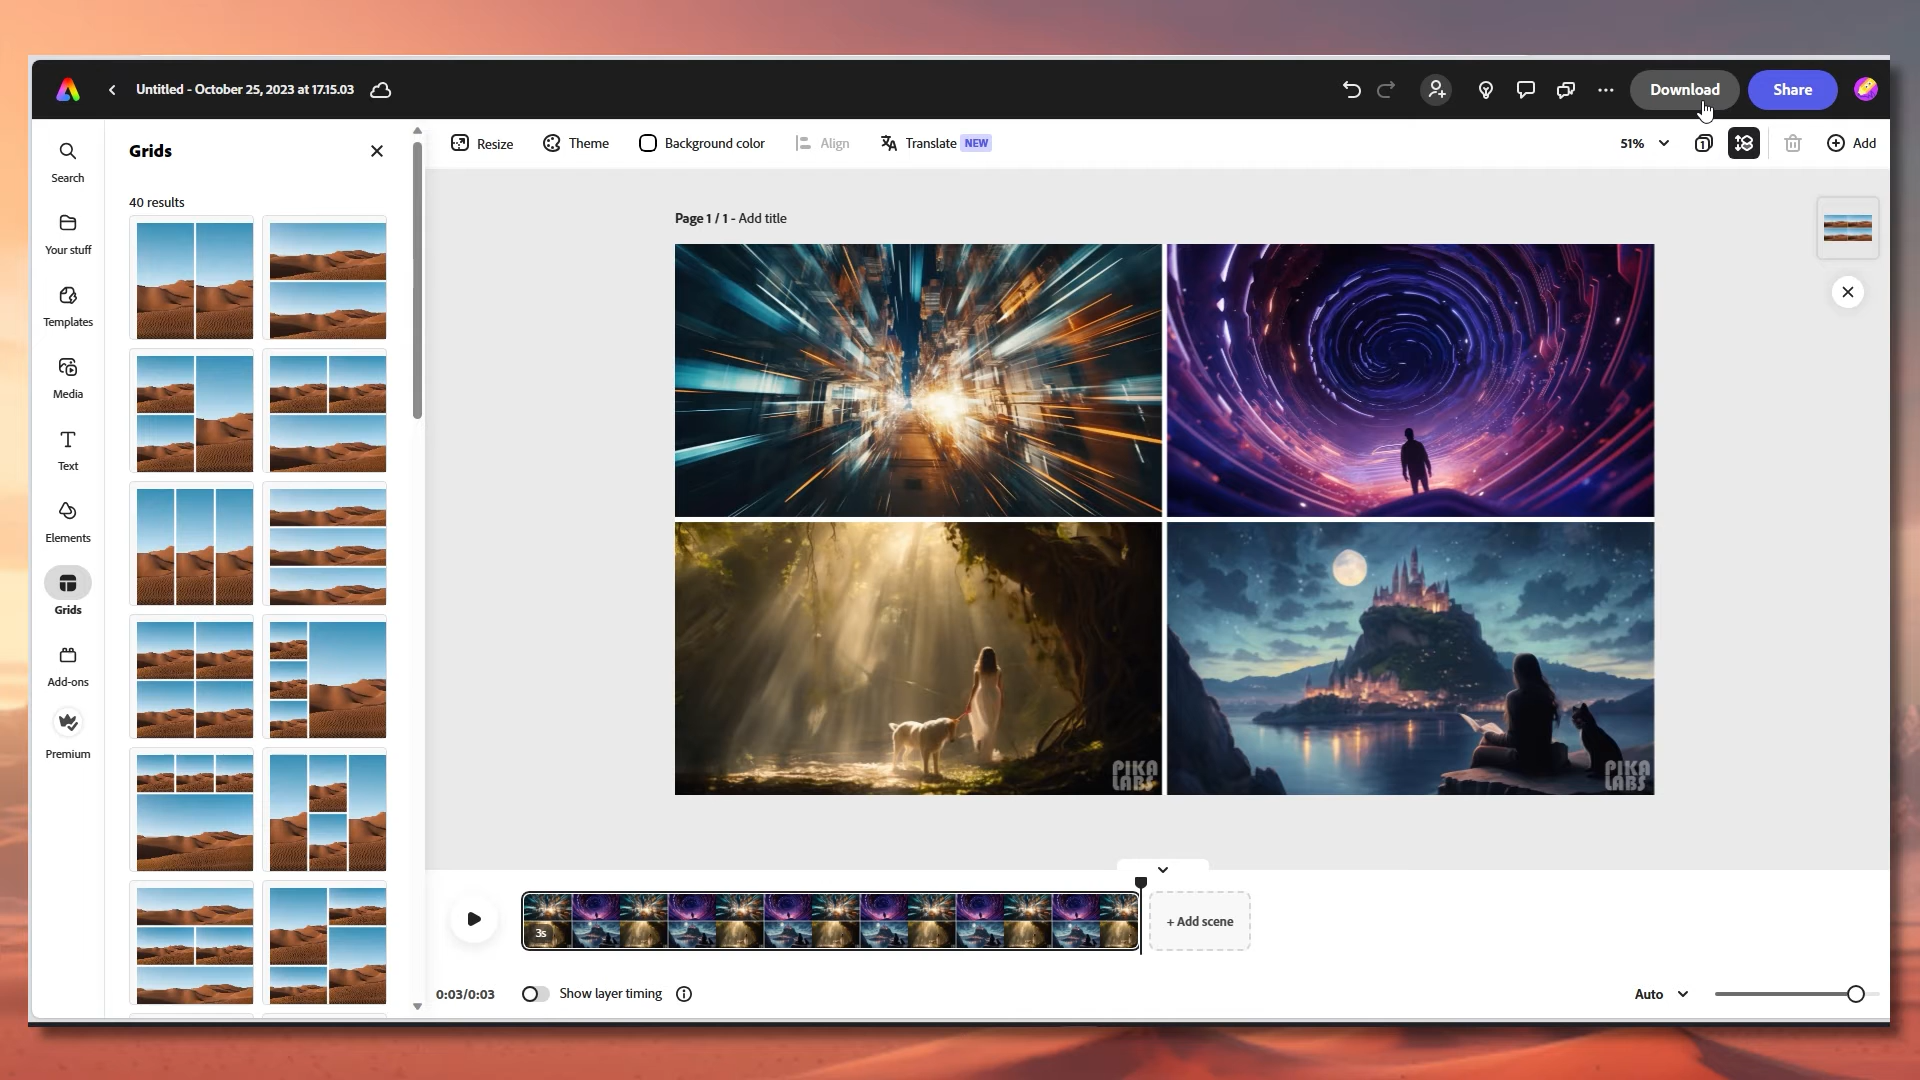 Untitled - October 25, 2023 at 17.15.03
Download
Share
Search
Your stuff
Templates
Media
Text
Elements
Grids
Add-ons
Premium
Grids
40 results
Resize
Theme
Background color
Align
Translate NEW
51%
1
Add
Page 1 / 1 - Add title
PIKA
LABS
PIKA
LABS
3s
+ Add scene
0:03/0:03
Show layer timing
Auto